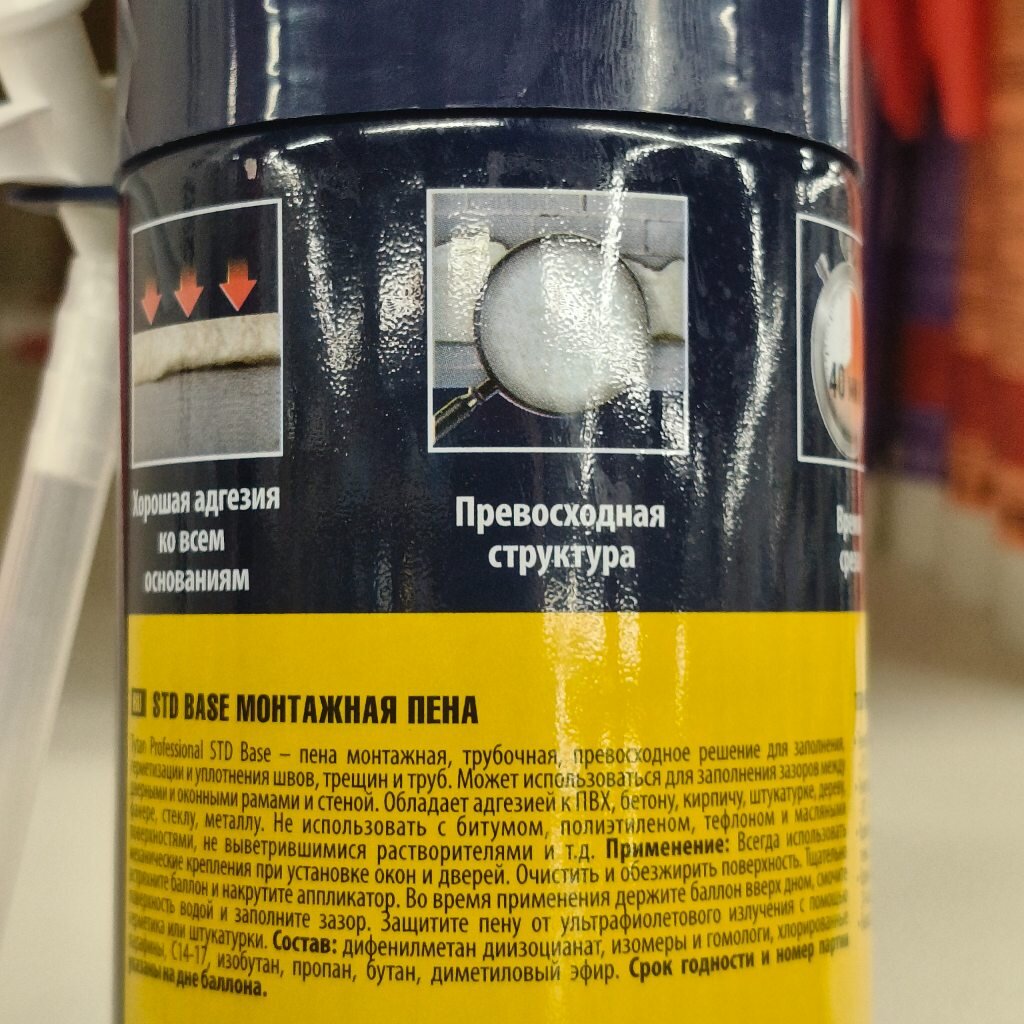 Хорошая адгезия
ко всем
основаниям
Превосходная
структура
40
RU STD BASE МОНТАЖНАЯ ПЕНА
Tytan Professional STD Base – пена монтажная, трубочная, превосходное решение для заполнения,
герметизации и уплотнения швов, трещин и труб. Может использоваться для заполнения зазоров между
дверными и оконными рамами и стеной. Обладает адгезией к ПВХ, бетону, кирпичу, штукатурке, дереву,
фанере, стеклу, металлу. Не использовать с битумом, полиэтиленом, тефлоном и масляными
поверхностями, не выветрившимися растворителями и т.д. Применение: Всегда использовать
механические крепления при установке окон и дверей. Очистить и обезжирить поверхность. Тщательно
встряхните баллон и накрутите аппликатор. Во время применения держите баллон вверх дном, смочите
поверхность водой и заполните зазор. Защитите пену от ультрафиолетового излучения с помощью
герметика или штукатурки. Состав: дифенилметан диизоцианат, изомеры и гомологи, хлорированные
парафины, C14-17, изобутан, пропан, бутан, диметиловый эфир. Срок годности и номер партии
указаны на дне баллона.